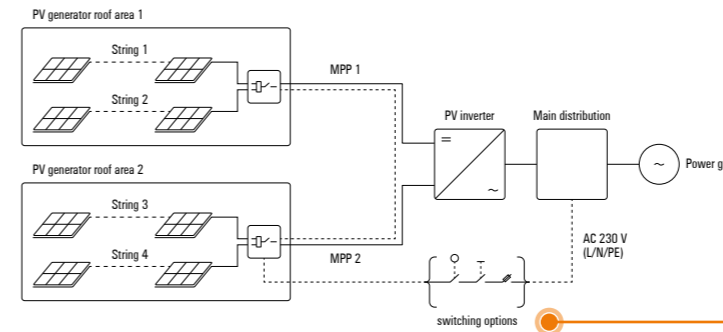 PV generator roof area 1
String 1
String 2
MPP 1
PV inverter
Main distribution
Power g
PV generator roof area 2
String 3
String 4
MPP 2
AC 230 V
(L/N/PE)
switching options